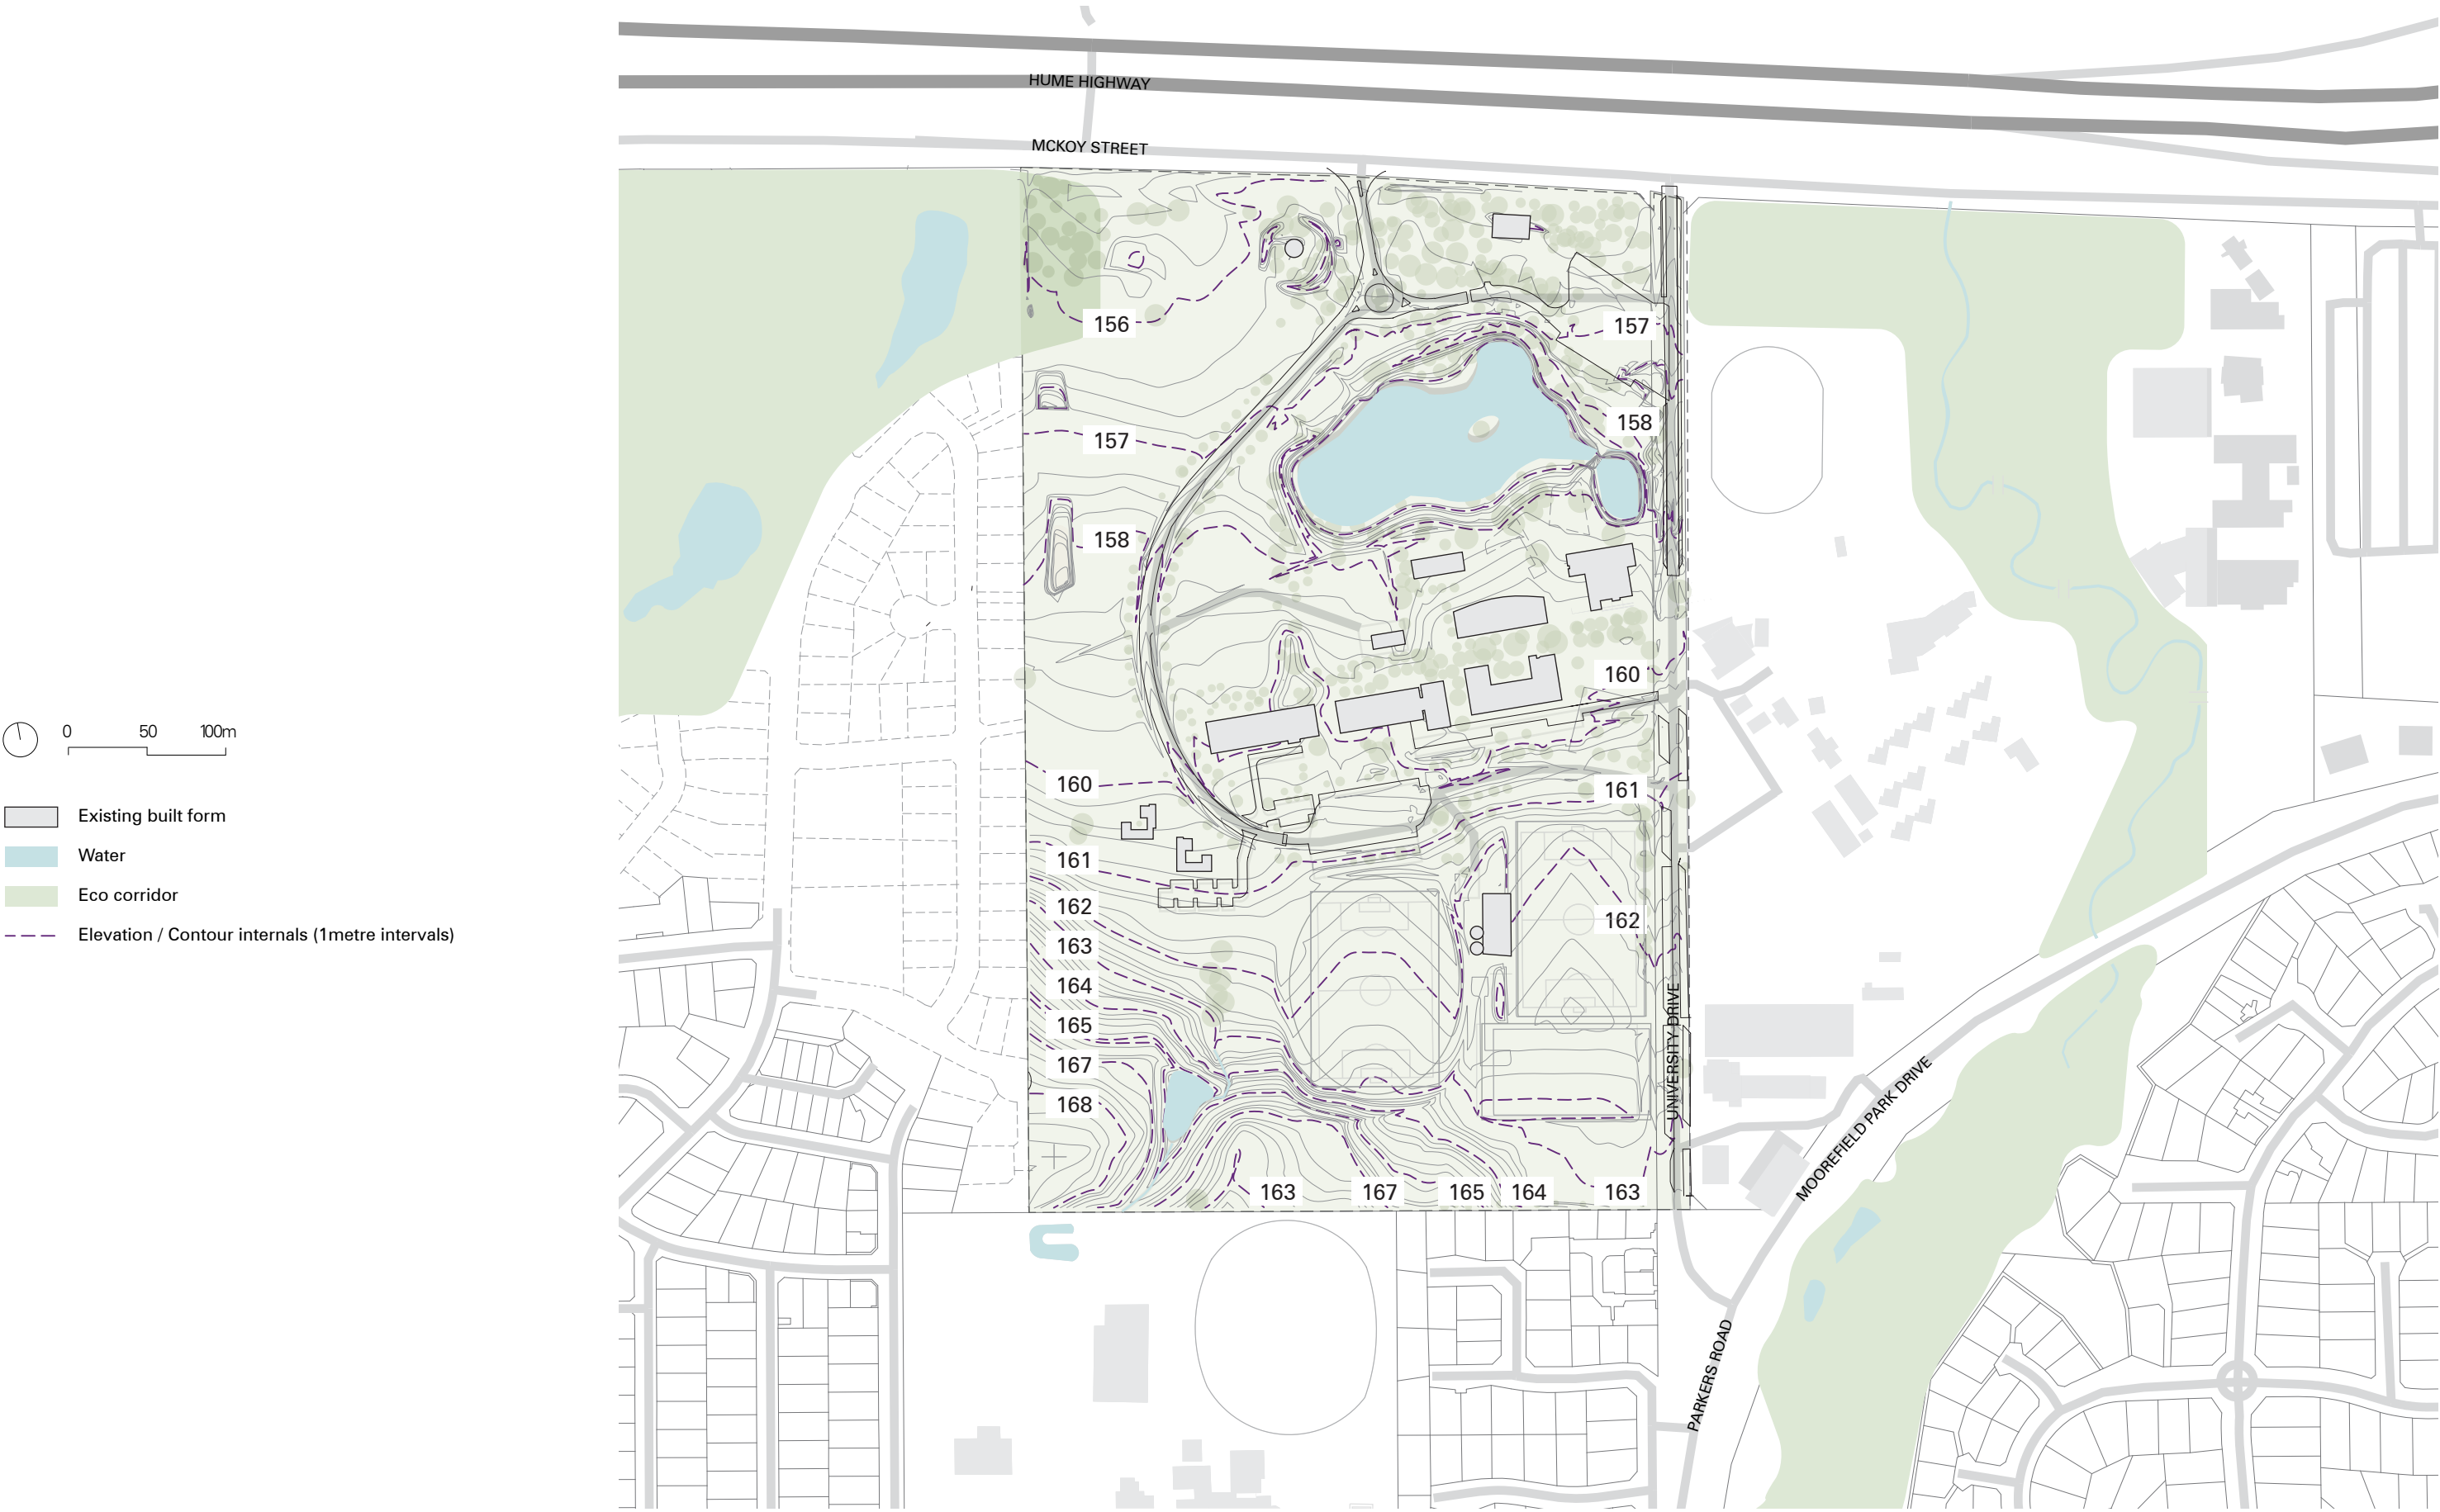 HUME HIGHWAY
MCKOY STREET
156
157
157
158
158
160
160
161
161
162
162
163
164
165
167
168
163
167
165
164
163
UNIVERSITY DRIVE
MOOREFIELD PARK DRIVE
PARKERS ROAD
0 50 100m
Existing built form
Water
Eco corridor
Elevation / Contour internals (1metre intervals)